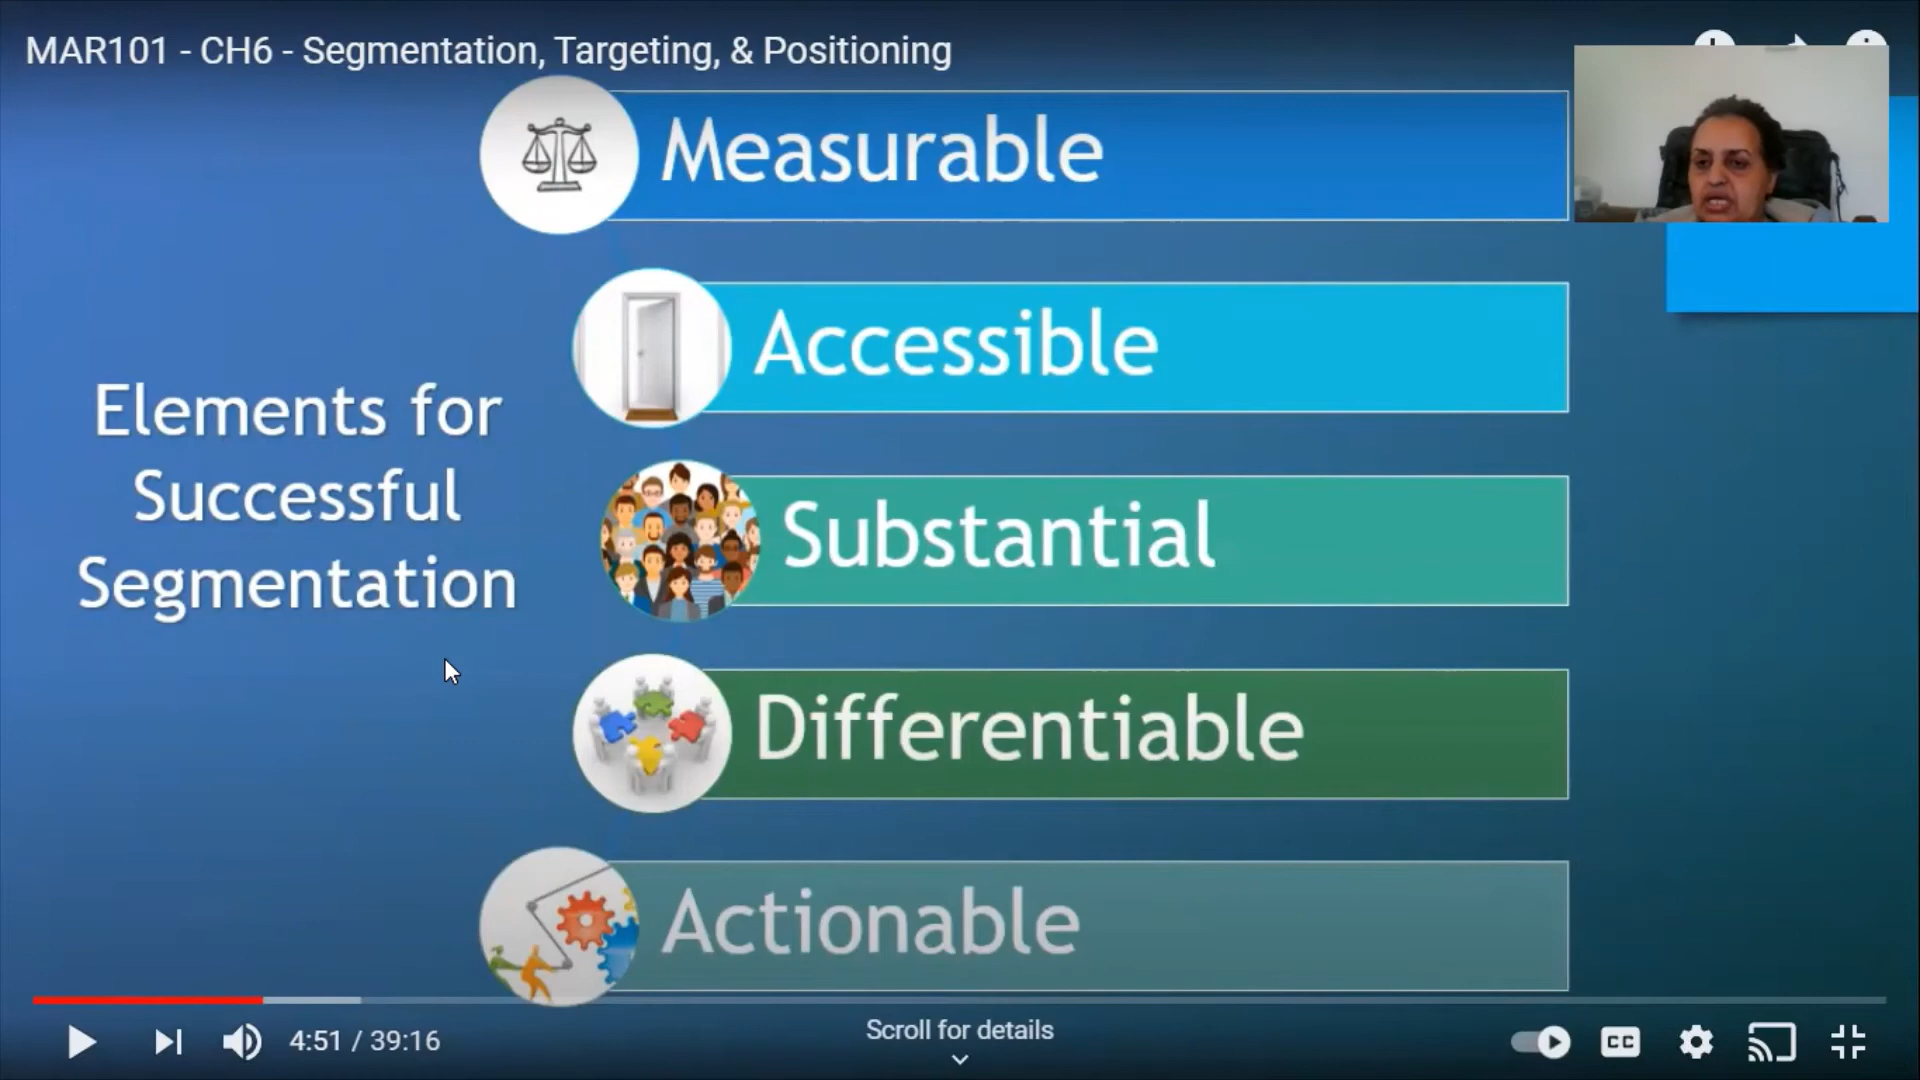 MAR101 - CH6 - Segmentation, Targeting, & Positioning
Measurable
Accessible
Elements for
Successful
Segmentation
Substantial
Differentiable
Actionable
4:51 / 39:16
Scroll for details
CC